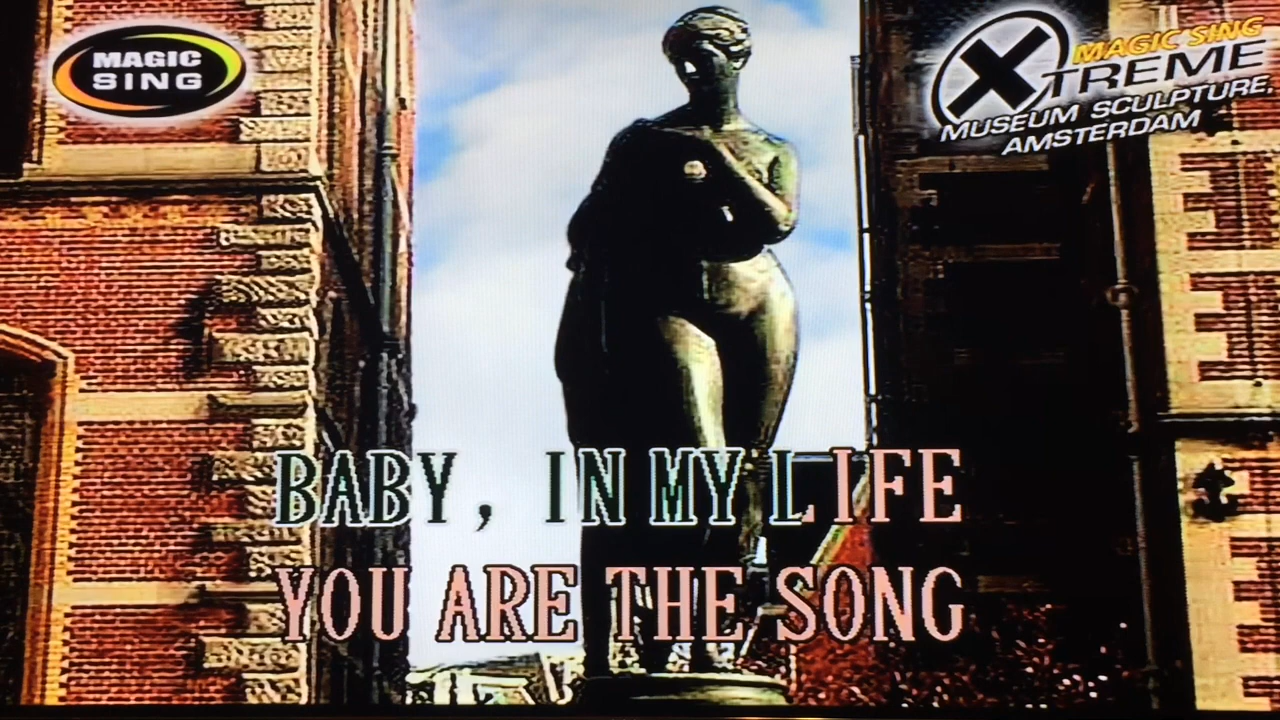 MAGIC
SING
MAGIC SING
XTREME
MUSEUM SCULPTURE,
AMSTERDAM
BABY, IN MY LIFE
YOU ARE THE SONG